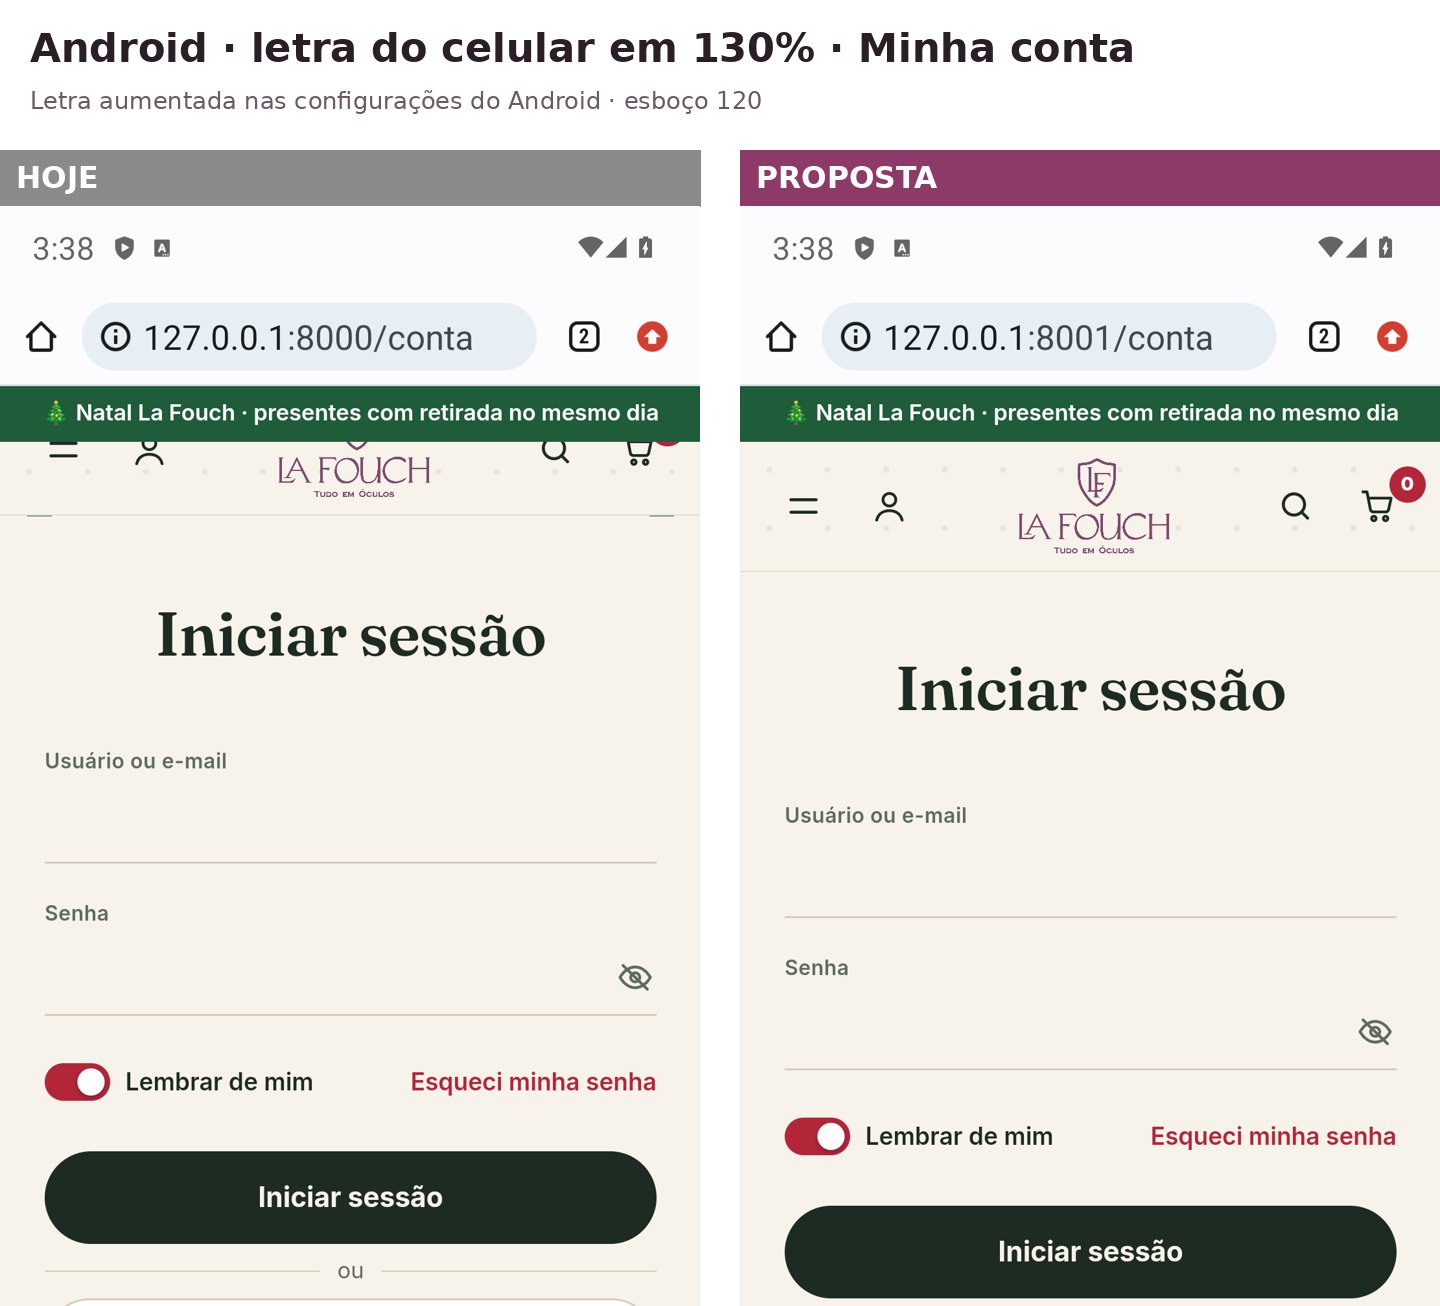 Android · letra do celular em 130% · Minha conta
Letra aumentada nas configurações do Android · esboço 120
HOJE
3:38
A
127.0.0.1:8000/conta
2
🎄 Natal La Fouch · presentes com retirada no mesmo dia
LA FOUCH
TUDO EM ÓCULOS
Iniciar sessão
Usuário ou e-mail
Senha
Lembrar de mim
Esqueci minha senha
Iniciar sessão
ou
PROPOSTA
3:38
A
127.0.0.1:8001/conta
2
🎄 Natal La Fouch · presentes com retirada no mesmo dia
LF
LA FOUCH
TUDO EM ÓCULOS
0
Iniciar sessão
Usuário ou e-mail
Senha
Lembrar de mim
Esqueci minha senha
Iniciar sessão